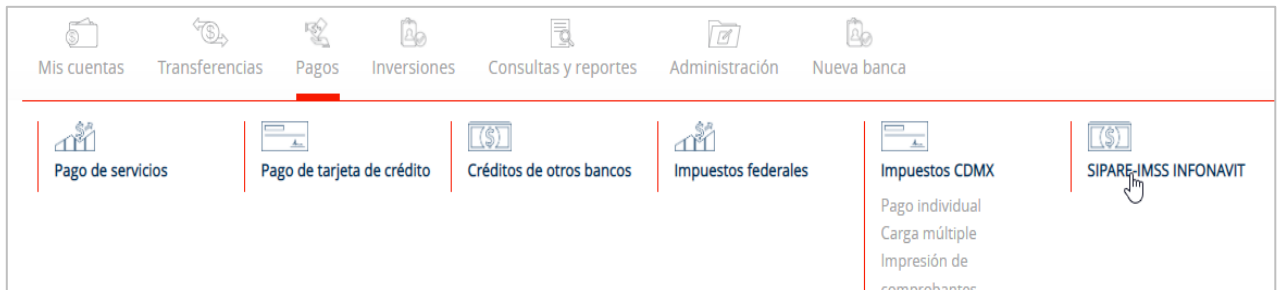 Mis cuentas Transferencias Pagos Inversiones Consultas y reportes Administración Nueva banca
Pago de servicios Pago de tarjeta de crédito Créditos de otros bancos Impuestos federales Impuestos CDMX SIPARE-IMSS INFONAVIT
Pago individual
Carga múltiple
Impresión de
comprobantes